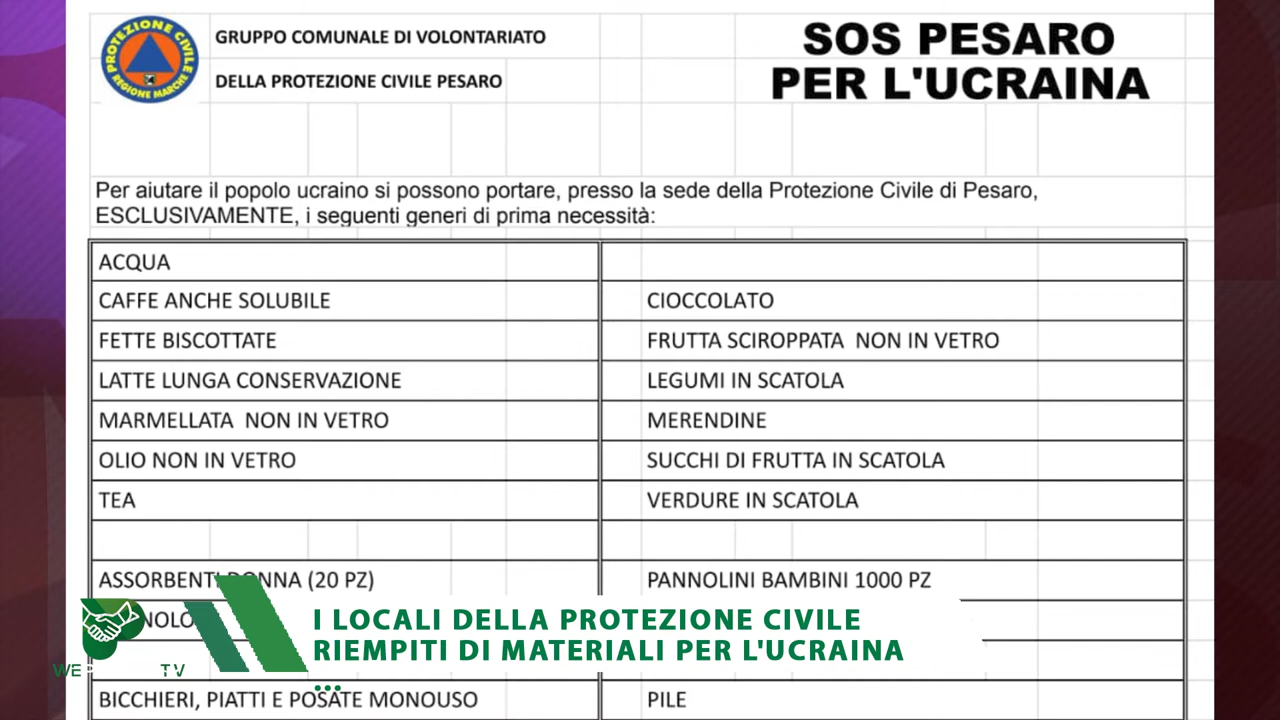 PROTEZIONE CIVILE
REGIONE MARCHE
GRUPPO COMUNALE DI VOLONTARIATO
DELLA PROTEZIONE CIVILE PESARO
SOS PESARO
PER L'UCRAINA
Per aiutare il popolo ucraino si possono portare, presso la sede della Protezione Civile di Pesaro,
ESCLUSIVAMENTE, i seguenti generi di prima necessità:
ACQUA
CAFFE ANCHE SOLUBILE CIOCCOLATO
FETTE BISCOTTATE FRUTTA SCIROPPATA NON IN VETRO
LATTE LUNGA CONSERVAZIONE LEGUMI IN SCATOLA
MARMELLATA NON IN VETRO MERENDINE
OLIO NON IN VETRO SUCCHI DI FRUTTA IN SCATOLA
TEA VERDURE IN SCATOLA
ASSORBENTI DONNA (20 PZ) PANNOLINI BAMBINI 1000 PZ
I LOCALI DELLA PROTEZIONE CIVILE
RIEMPITI DI MATERIALI PER L'UCRAINA
...
TV
BICCHIERI, PIATTI E POSATE MONOUSO PILE